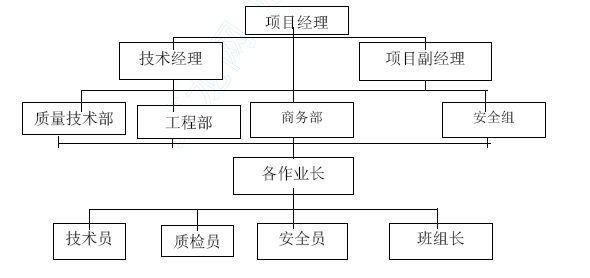 项目经理
技术经理
项目副经理
质量技术部
工程部
商务部
安全组
各作业长
技术员
质检员
安全员
班组长